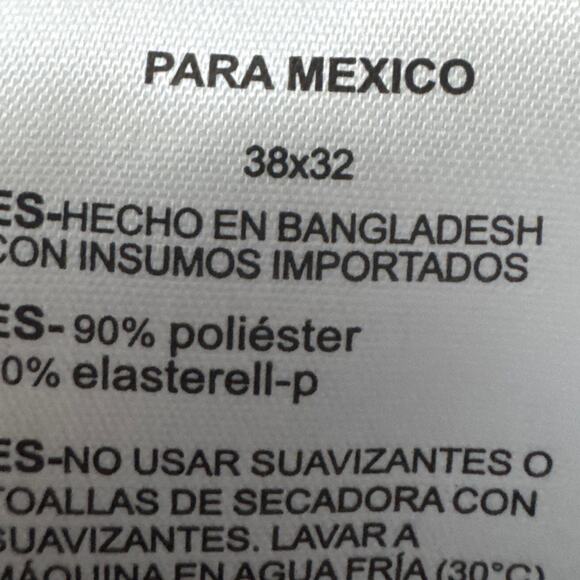 PARA MEXICO
38x32
ES-HECHO EN BANGLADESH
CON INSUMOS IMPORTADOS
ES- 90% poliéster
0% elasterell-p
ES-NO USAR SUAVIZANTES O
TOALLAS DE SECADORA CON
SUAVIZANTES. LAVAR A
MÁQUINA EN AGUA FRÍA (30°C)